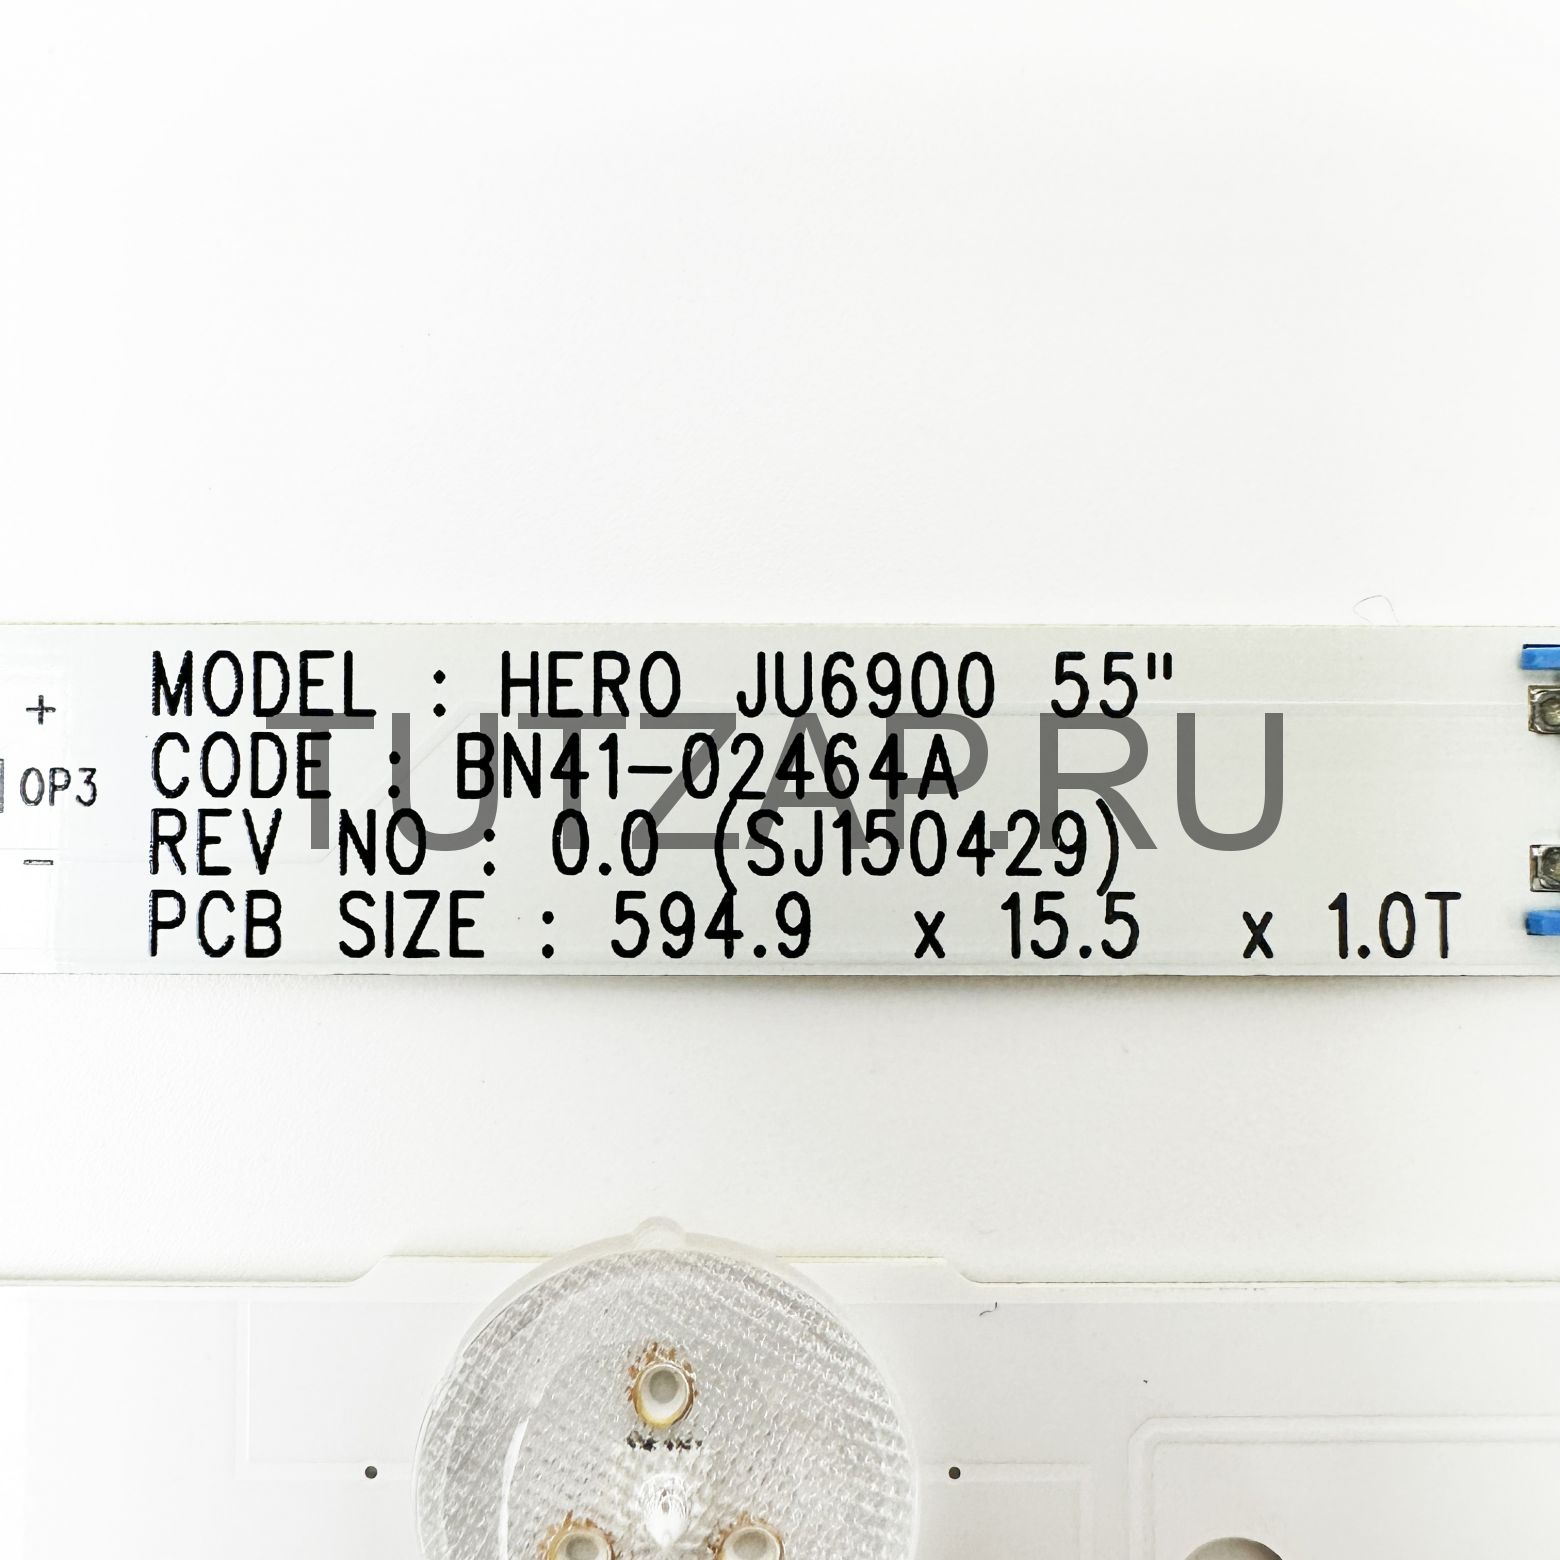 MODEL : HERO JU6900 55"
CODE : BN41-02464A
REV NO : 0.0 (SJ150429)
PCB SIZE : 594.9 x 15.5 x 1.0T
+
OP3
-
TUTZAP.RU